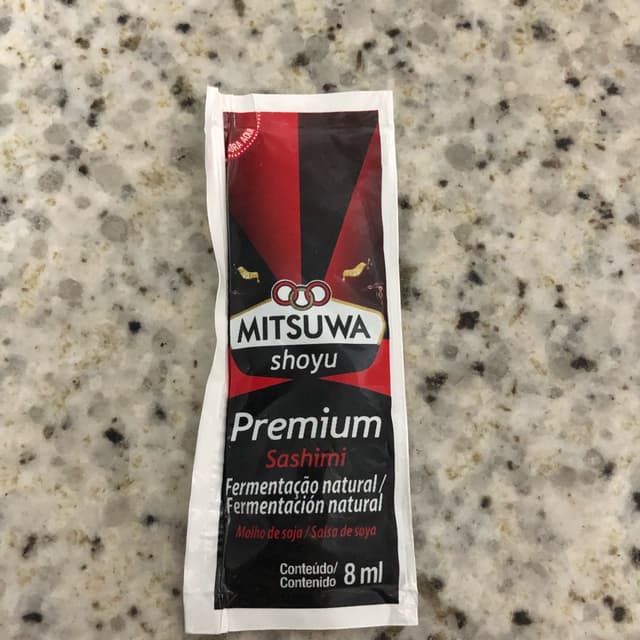 MITSUWA
shoyu
Premium
Sashimi
Fermentação natural/
Fermentación natural
Molho de soja / Salsa de soya
Conteúdo/
Contenido 8 ml